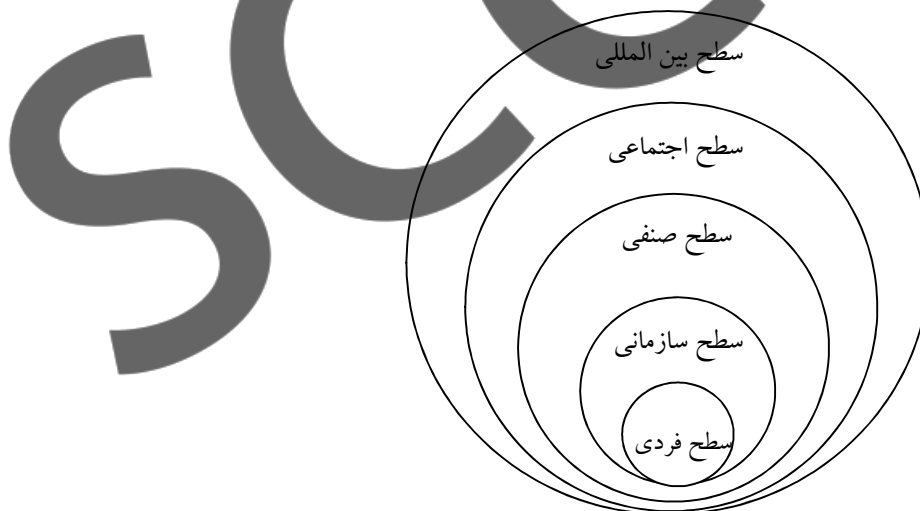 سطح بین المللی
سطح اجتماعی
سطح صنفی
سطح سازمانی
سطح فردی